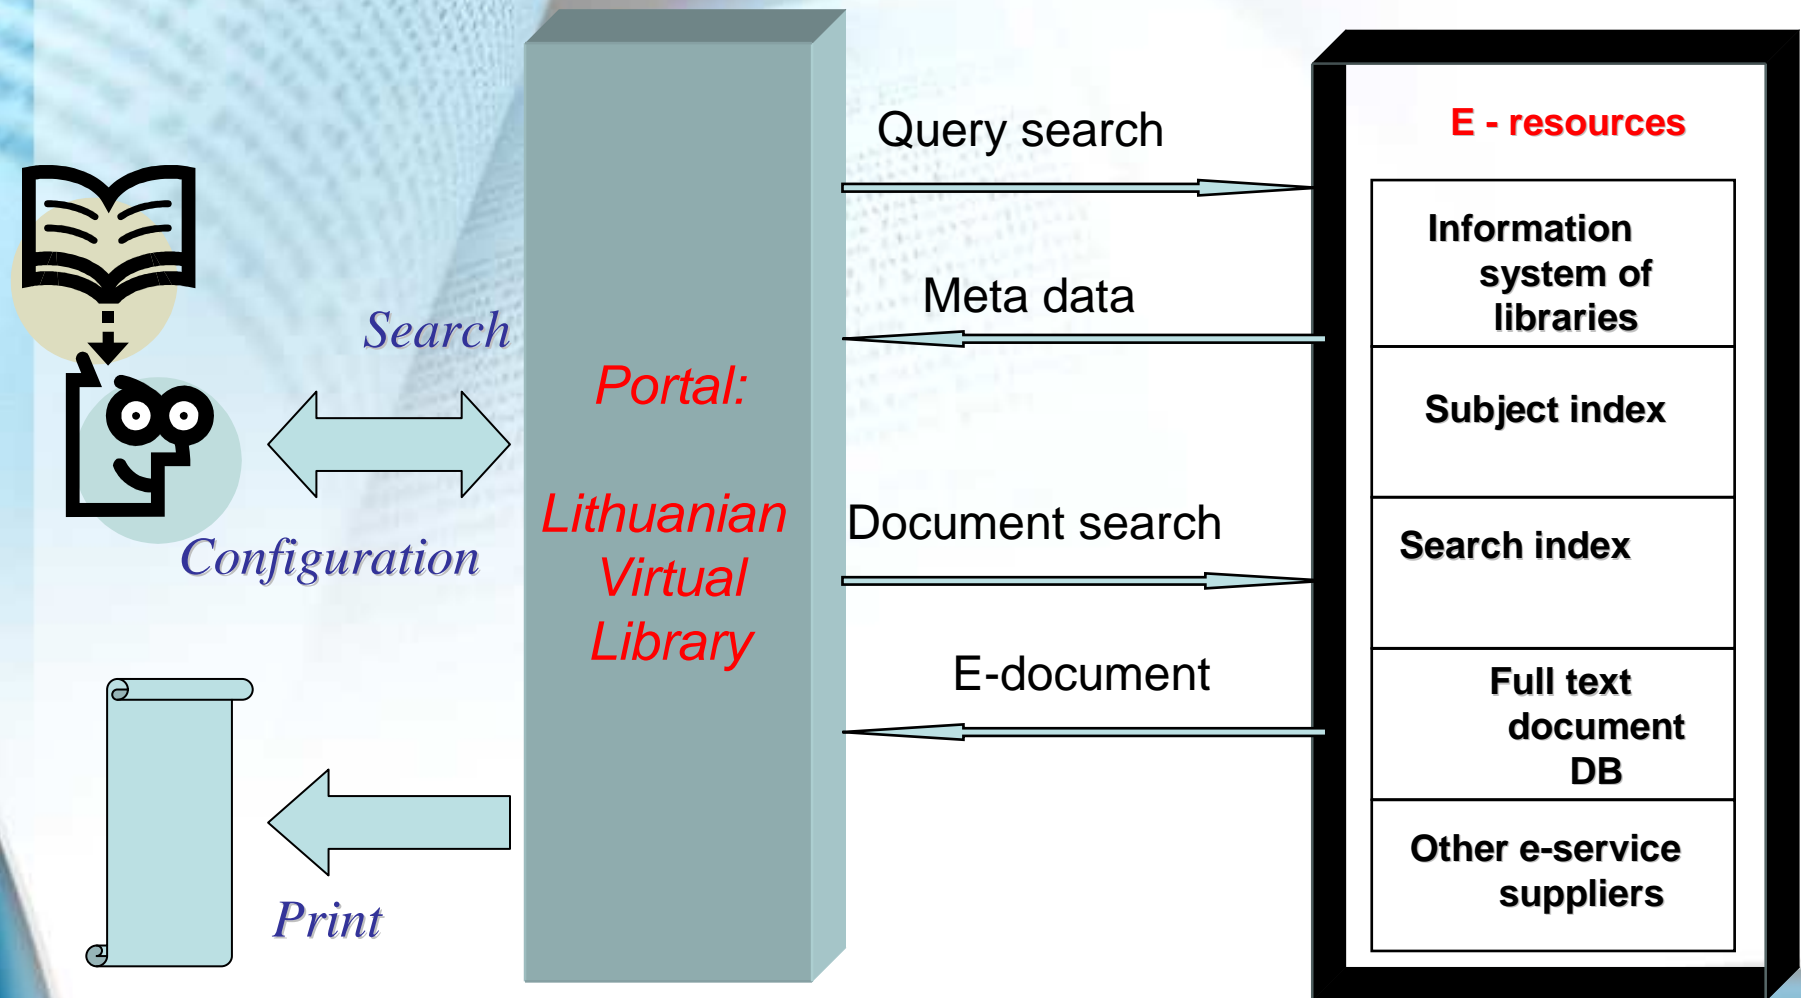 Search
Configuration
Print
Portal:
Lithuanian
Virtual
Library
Query search
Meta data
Document search
E-document
E - resources
Information
system of
libraries
Subject index
Search index
Full text
document
DB
Other e-service
suppliers